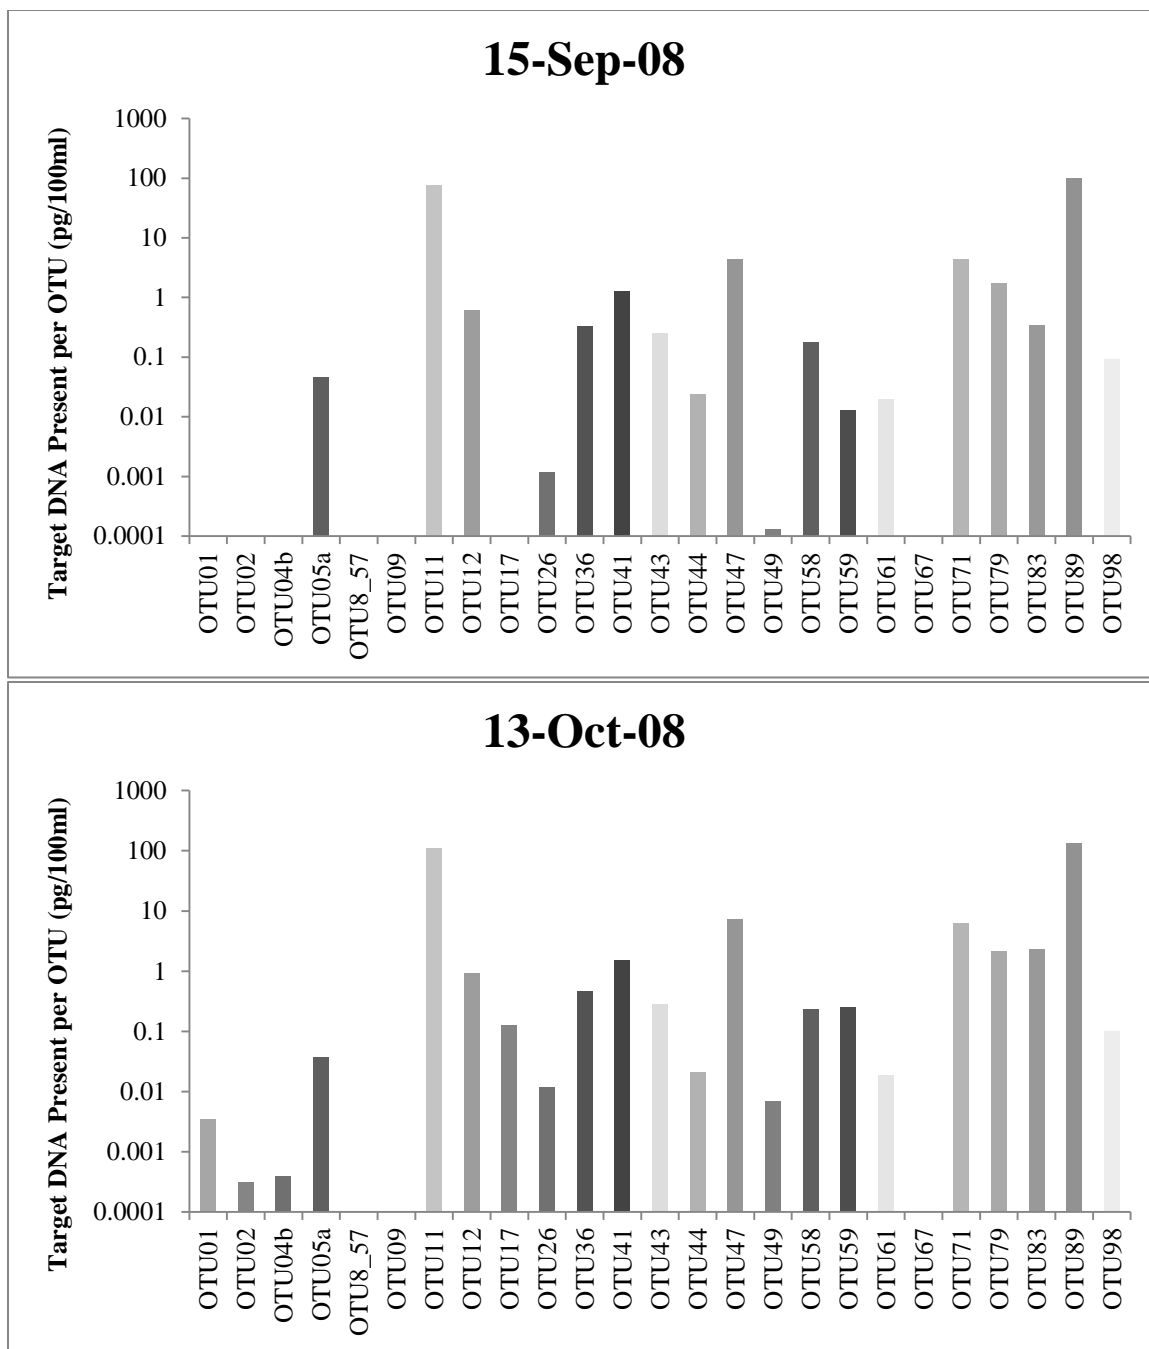 15-Sep-08
Target DNA Present per OTU (pg/100ml)
1000
100
10
1
0.1
0.01
0.001
0.0001
OTU01
OTU02
OTU04b
OTU05a
OTU8_57
OTU09
OTU11
OTU12
OTU17
OTU26
OTU36
OTU41
OTU43
OTU44
OTU47
OTU49
OTU58
OTU59
OTU61
OTU67
OTU71
OTU79
OTU83
OTU89
OTU98
13-Oct-08
Target DNA Present per OTU (pg/100ml)
1000
100
10
1
0.1
0.01
0.001
0.0001
OTU01
OTU02
OTU04b
OTU05a
OTU8_57
OTU09
OTU11
OTU12
OTU17
OTU26
OTU36
OTU41
OTU43
OTU44
OTU47
OTU49
OTU58
OTU59
OTU61
OTU67
OTU71
OTU79
OTU83
OTU89
OTU98